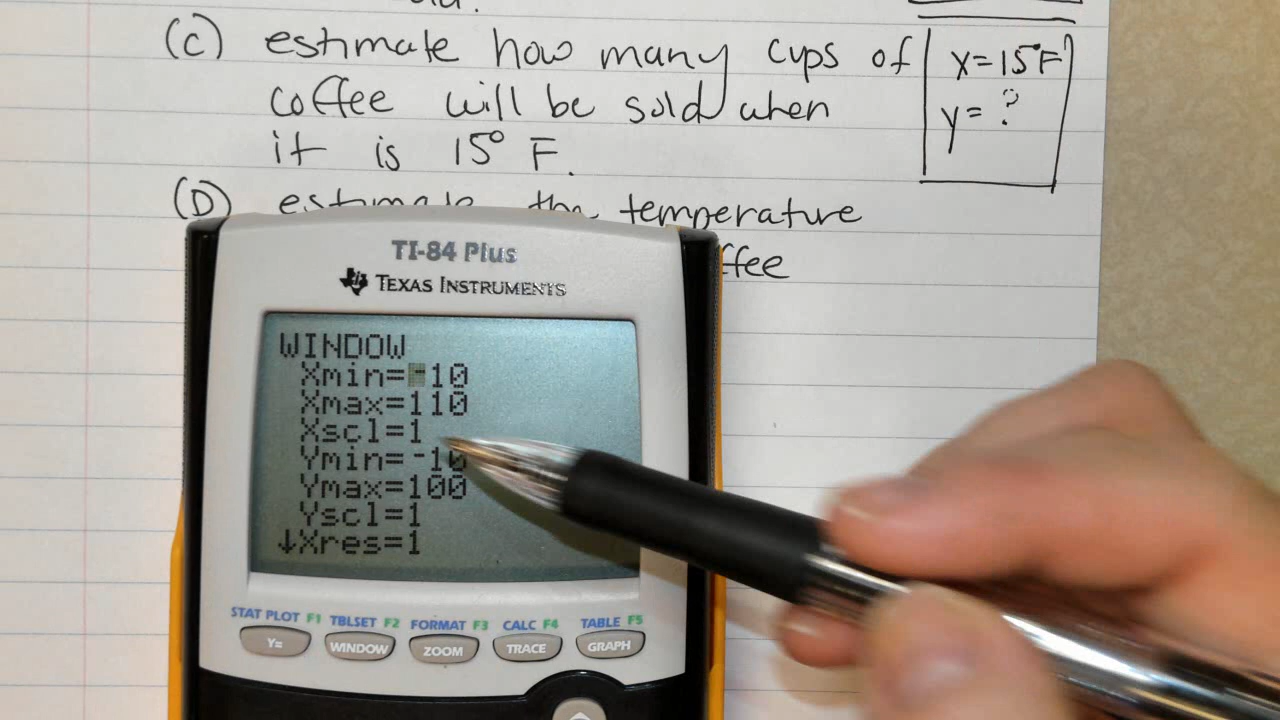 (C) estimate how many cups of
coffee will be sold when
it is 15° F.
x=15°F
y= ?
(D) estimate the temperature
TI-84 Plus
TEXAS INSTRUMENTS
WINDOW
Xmin=-10
Xmax=110
Xscl=1
Ymin=-10
Ymax=100
Yscl=1
↓Xres=1
STAT PLOT F1 TBLSET F2 FORMAT F3 CALC F4 TABLE F5
Y= WINDOW ZOOM TRACE GRAPH